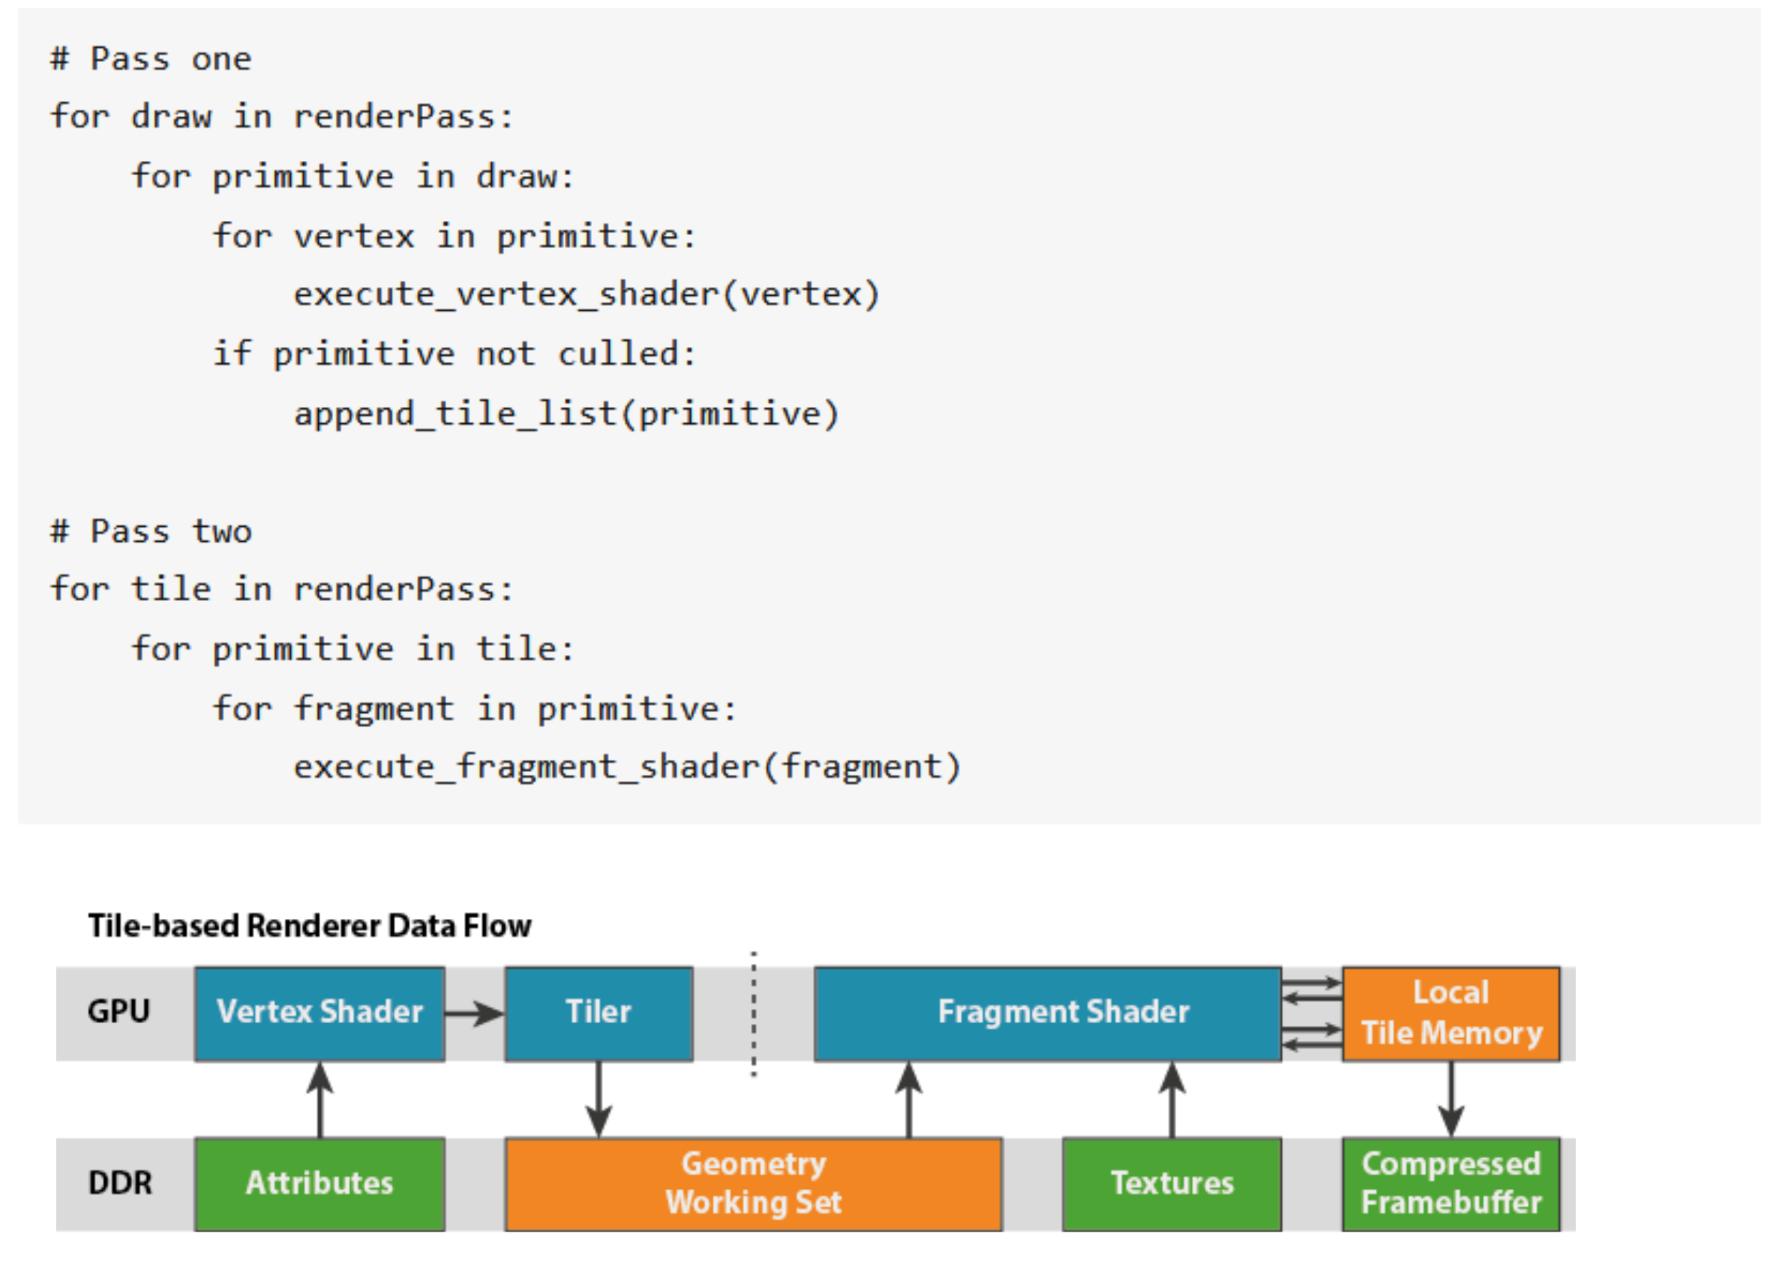 # Pass one
for draw in renderPass:
    for primitive in draw:
        for vertex in primitive:
            execute_vertex_shader(vertex)
        if primitive not culled:
            append_tile_list(primitive)

# Pass two
for tile in renderPass:
    for primitive in tile:
        for fragment in primitive:
            execute_fragment_shader(fragment)
Tile-based Renderer Data Flow
GPU
Vertex Shader
Tiler
Fragment Shader
Local
Tile Memory
DDR
Attributes
Geometry
Working Set
Textures
Compressed
Framebuffer